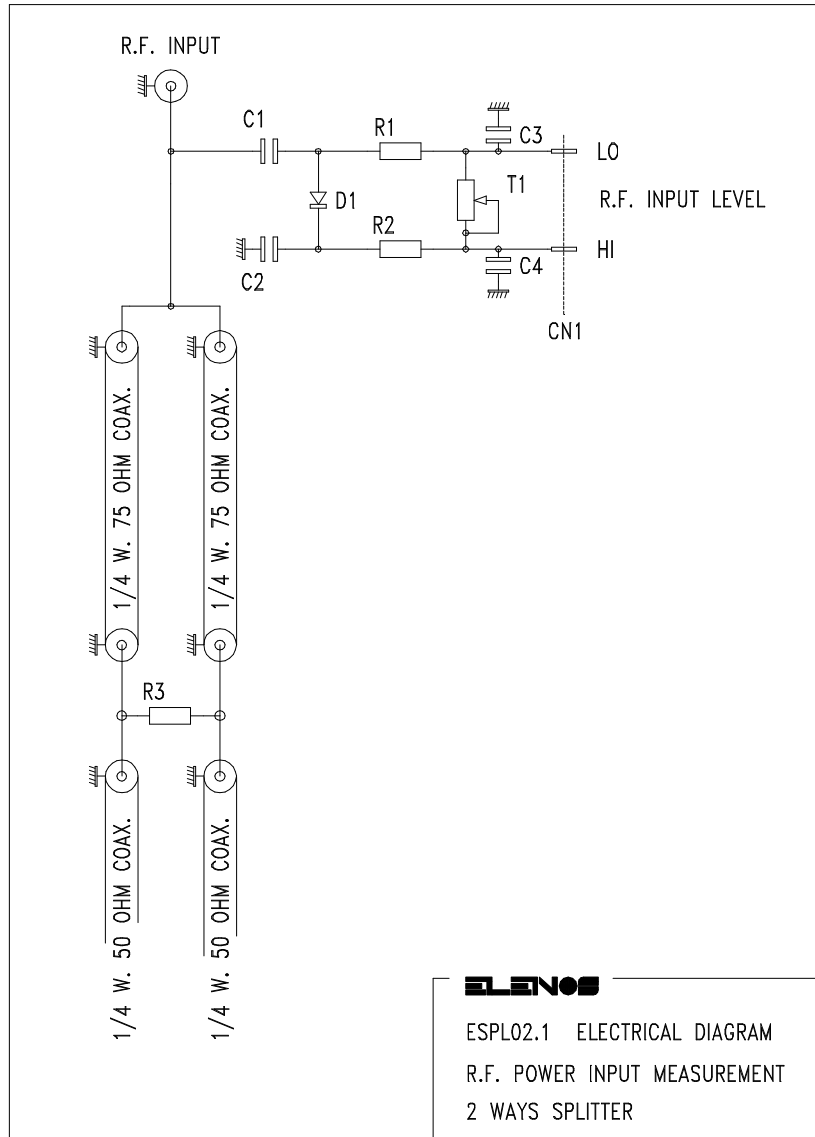 R.F. INPUT
C1
R1
C3
LO
D1
T1
R.F. INPUT LEVEL
R2
C2
C4
HI
CN1
1/4 W. 75 OHM COAX.
1/4 W. 75 OHM COAX.
R3
1/4 W. 50 OHM COAX.
1/4 W. 50 OHM COAX.
ELENOS
ESPL02.1 ELECTRICAL DIAGRAM
R.F. POWER INPUT MEASUREMENT
2 WAYS SPLITTER